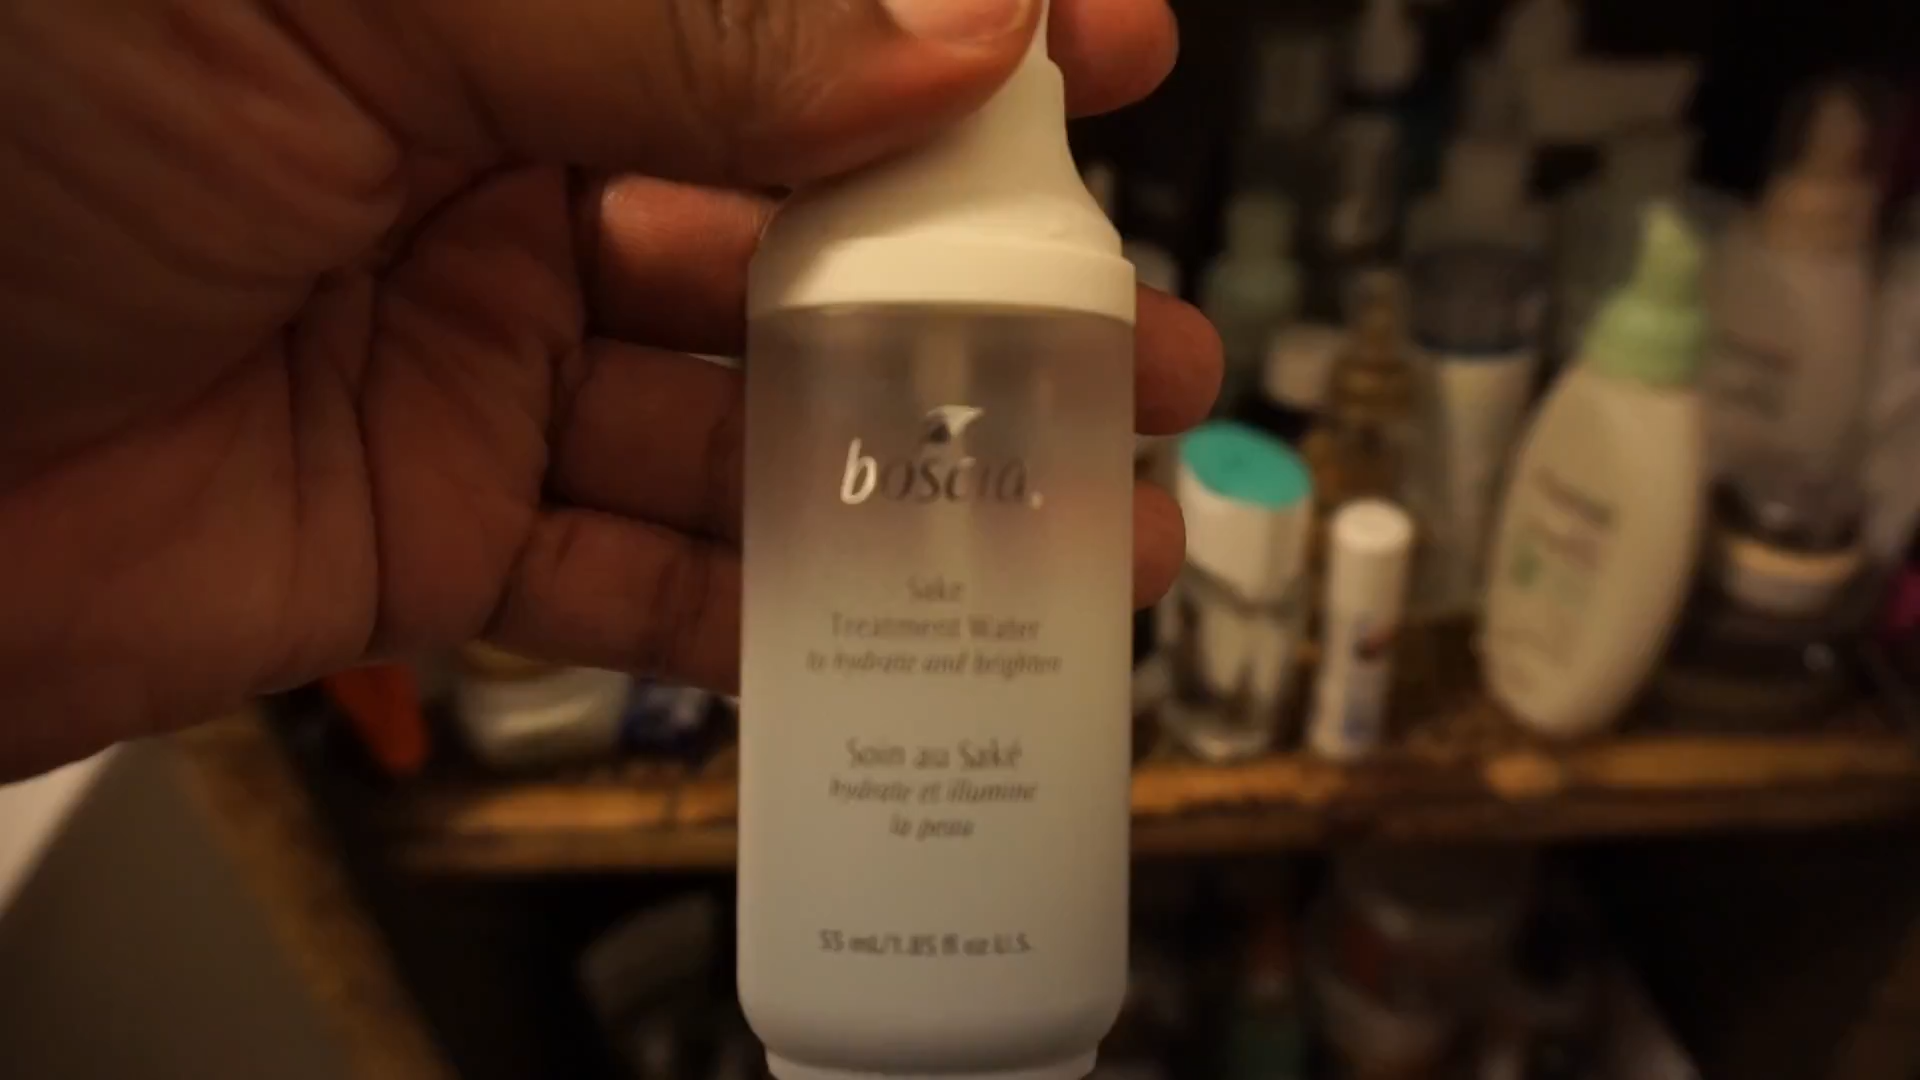 boscia.
Sake
Treatment Water
to hydrate and brighten
Soin au Saké
hydrate et illumine
la peau
55 mL/1.85 fl oz U.S.